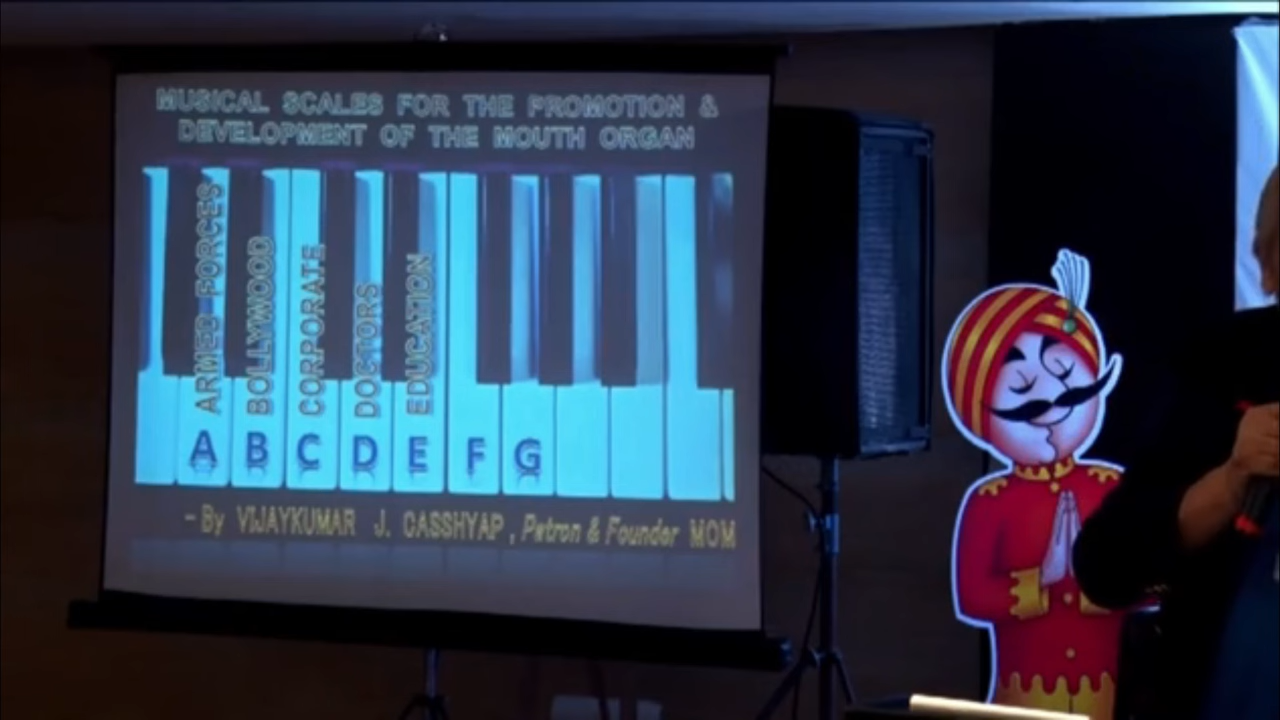 MUSICAL SCALES FOR THE PROMOTION &
DEVELOPMENT OF THE MOUTH ORGAN
ARMED FORCES
BOLLYWOOD
CORPORATE
DOCTORS
EDUCATION
A B C D E F G
- By VIJAYKUMAR J. CASSHYAP, Patron & Founder MOM